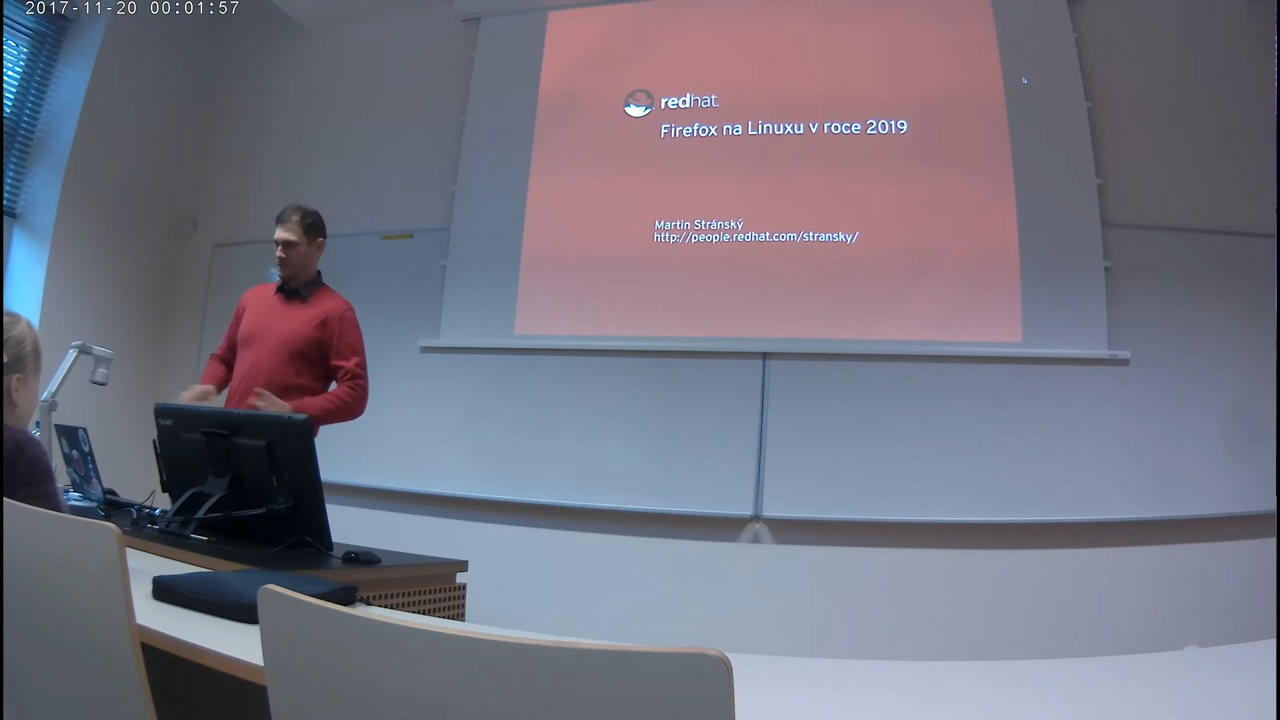 2017-11-20 00:01:57
redhat.
Firefox na Linuxu v roce 2019
Martin Stránský
http://people.redhat.com/stransky/